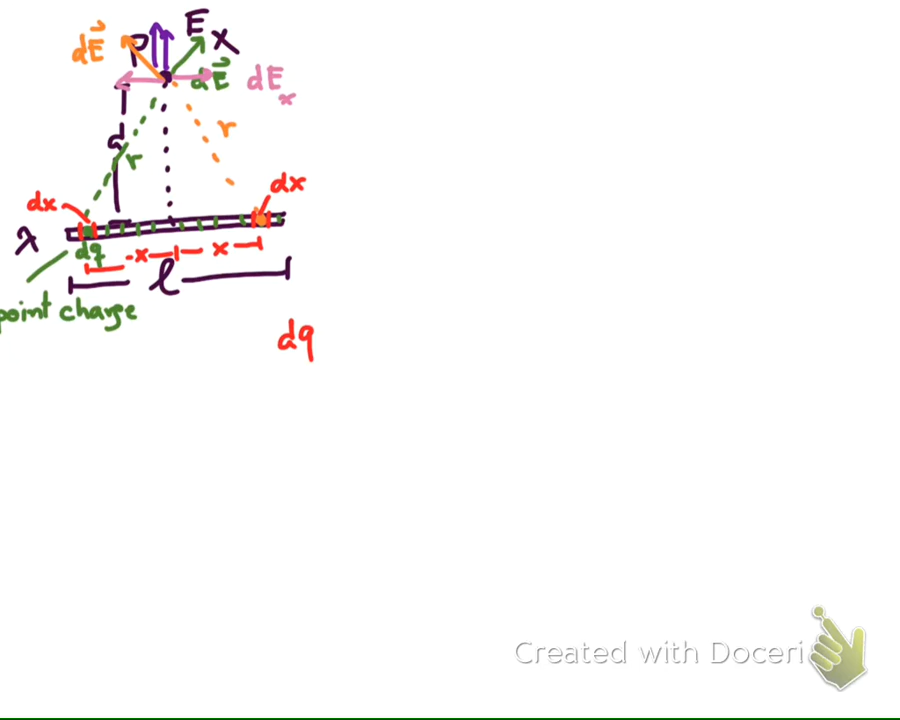 dE⃗ P E x
dE⃗ dEₓ
d r r
dx dx
λ dq -x x
l
point charge
dq
Created with Doceri